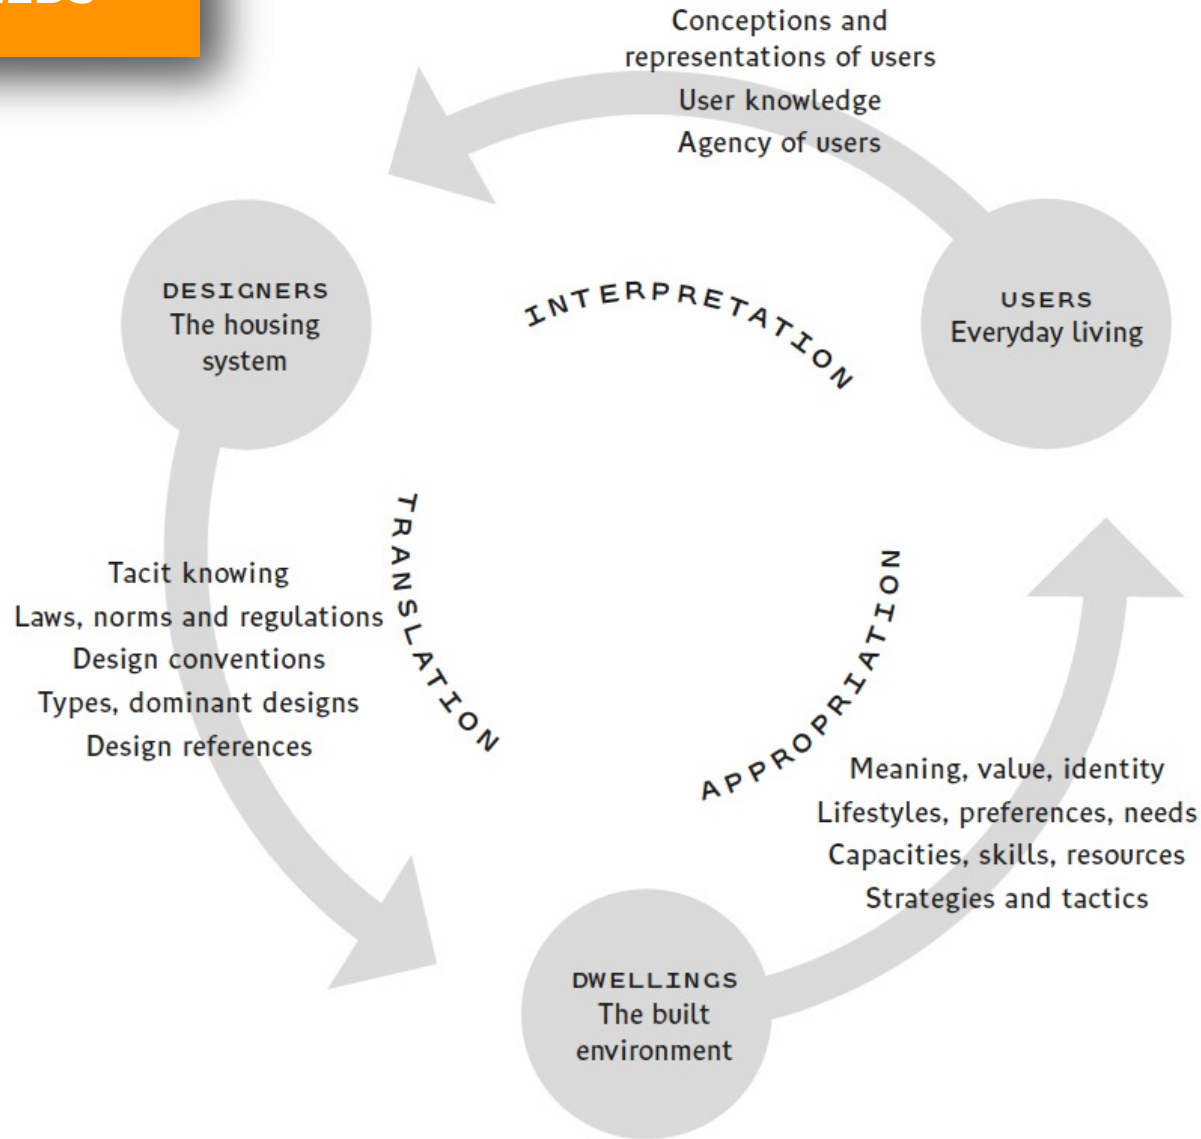 Conceptions and
representations of users
User knowledge
Agency of users
DESIGNERS
The housing
system
INTERPRETATION
USERS
Everyday living
TRANSLATION
Tacit knowing
Laws, norms and regulations
Design conventions
Types, dominant designs
Design references
APPROPRIATION
Meaning, value, identity
Lifestyles, preferences, needs
Capacities, skills, resources
Strategies and tactics
DWELLINGS
The built
environment